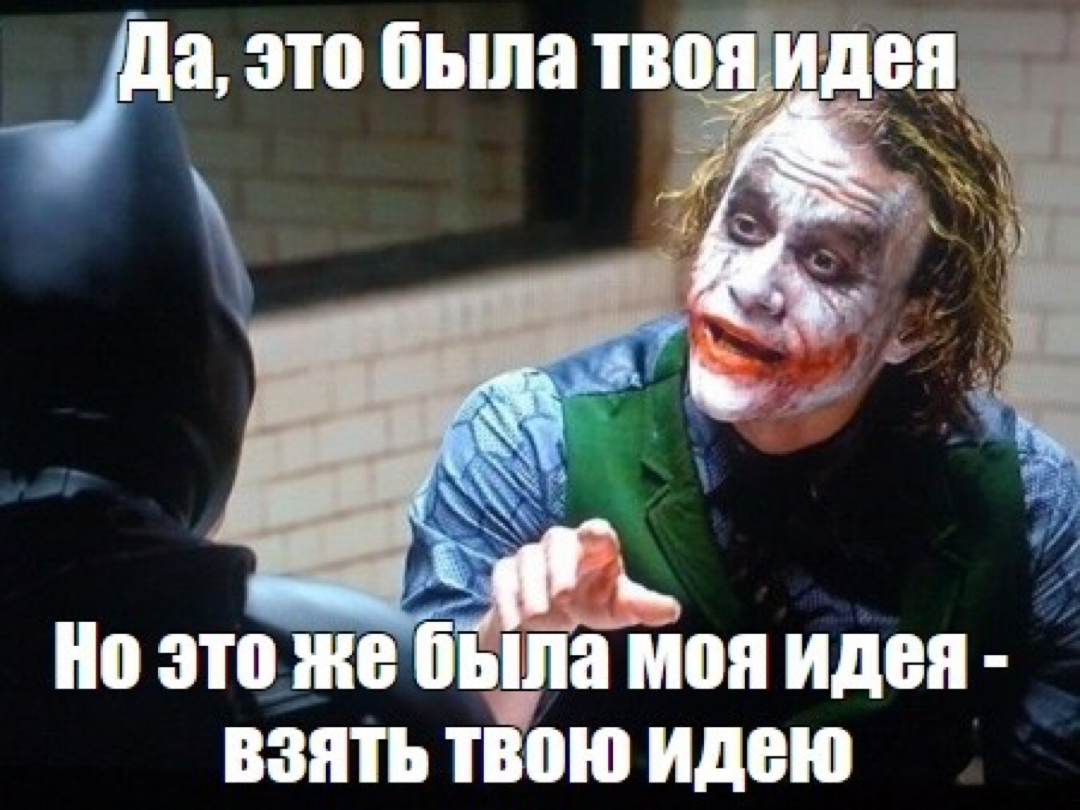 Да, это была твоя идея
Но это же была моя идея -
взять твою идею